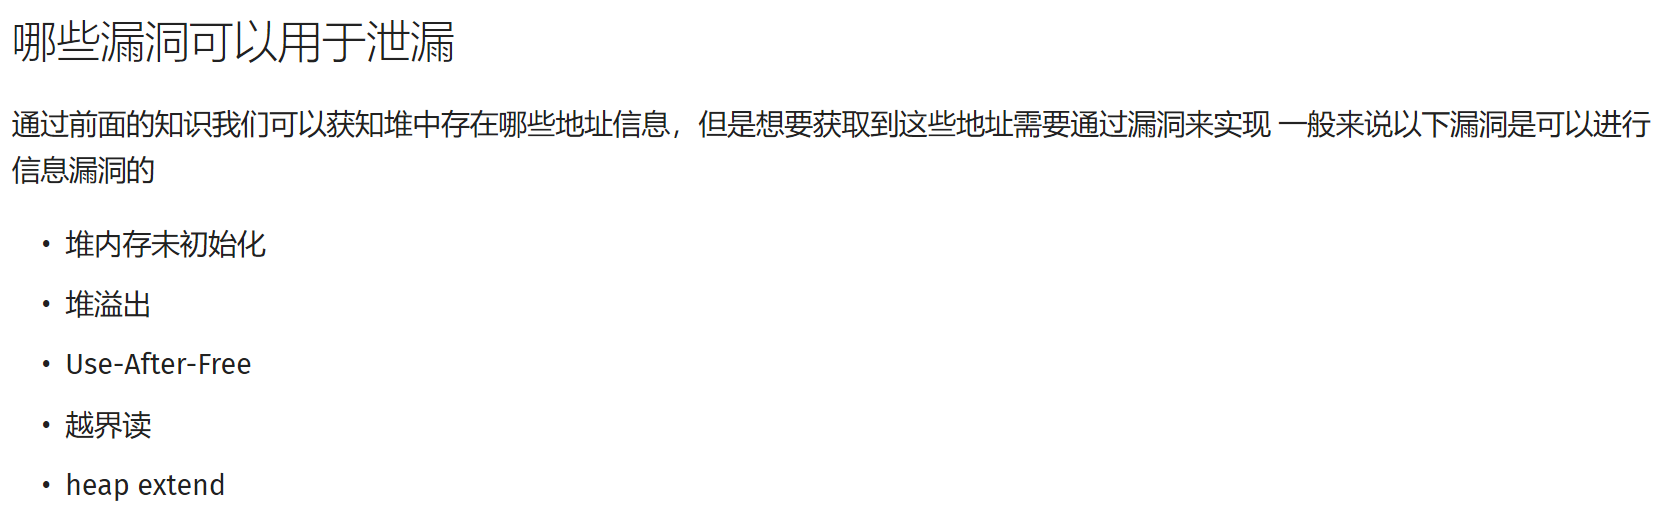 哪些漏洞可以用于泄漏
通过前面的知识我们可以获知堆中存在哪些地址信息，但是想要获取到这些地址需要通过漏洞来实现 一般来说以下漏洞是可以进行
信息漏洞的
• 堆内存未初始化
• 堆溢出
• Use-After-Free
• 越界读
• heap extend